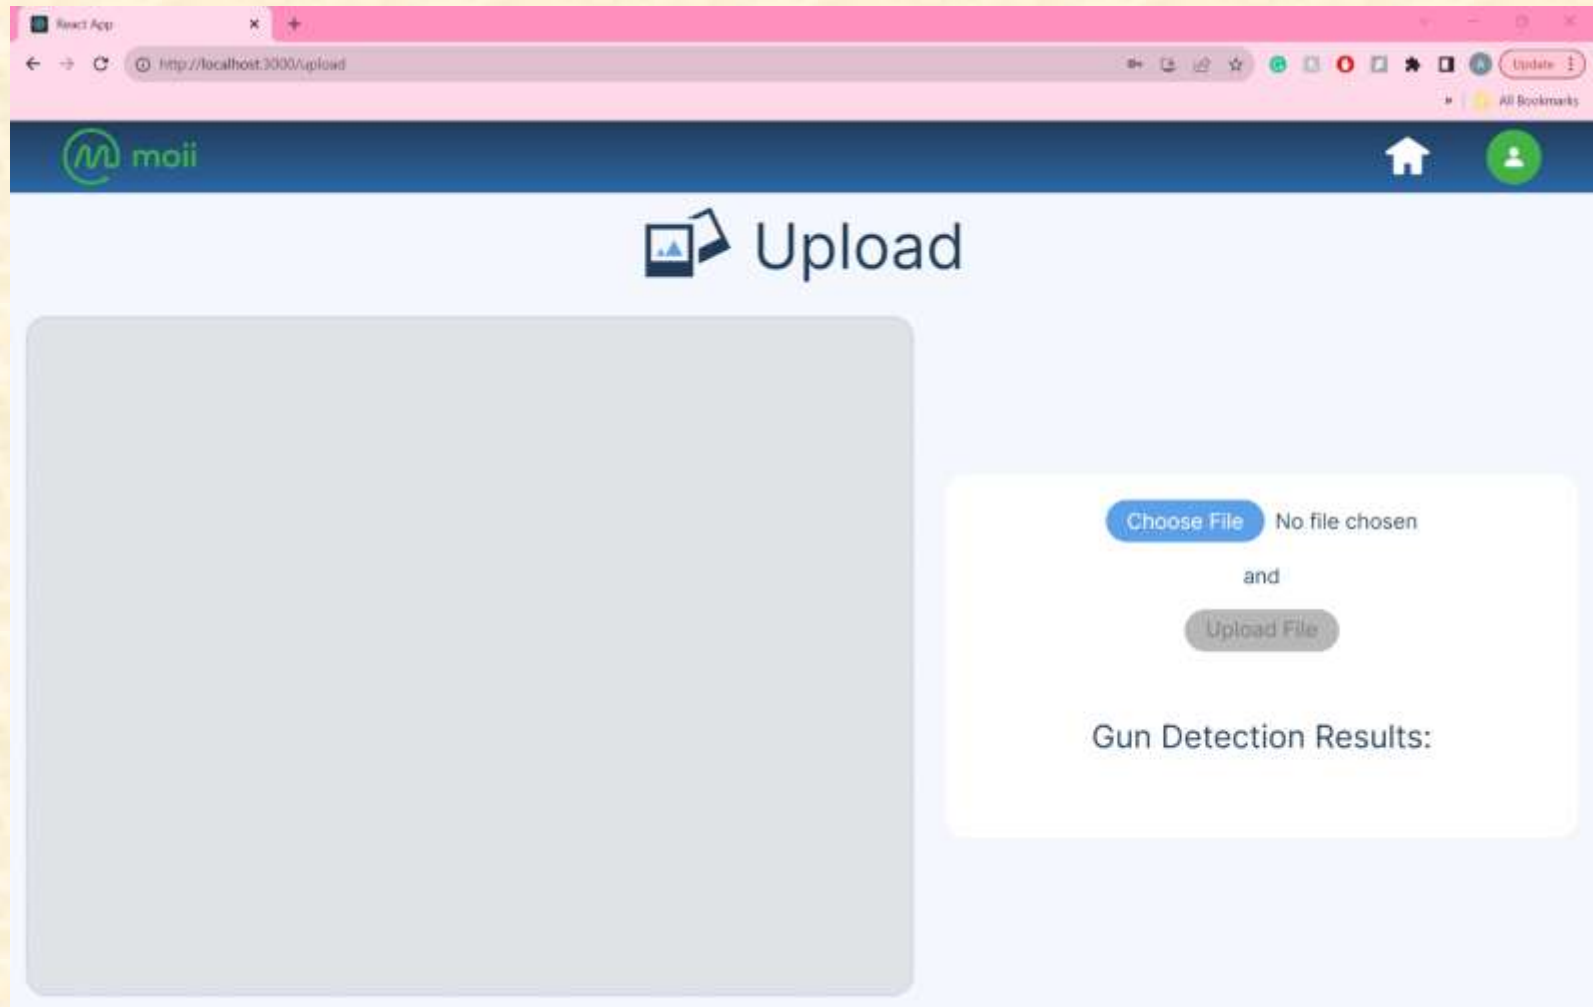 React App
http://localhost:3000/upload
Update
All Bookmarks
moii
Upload
Choose File No file chosen
and
Upload File
Gun Detection Results: